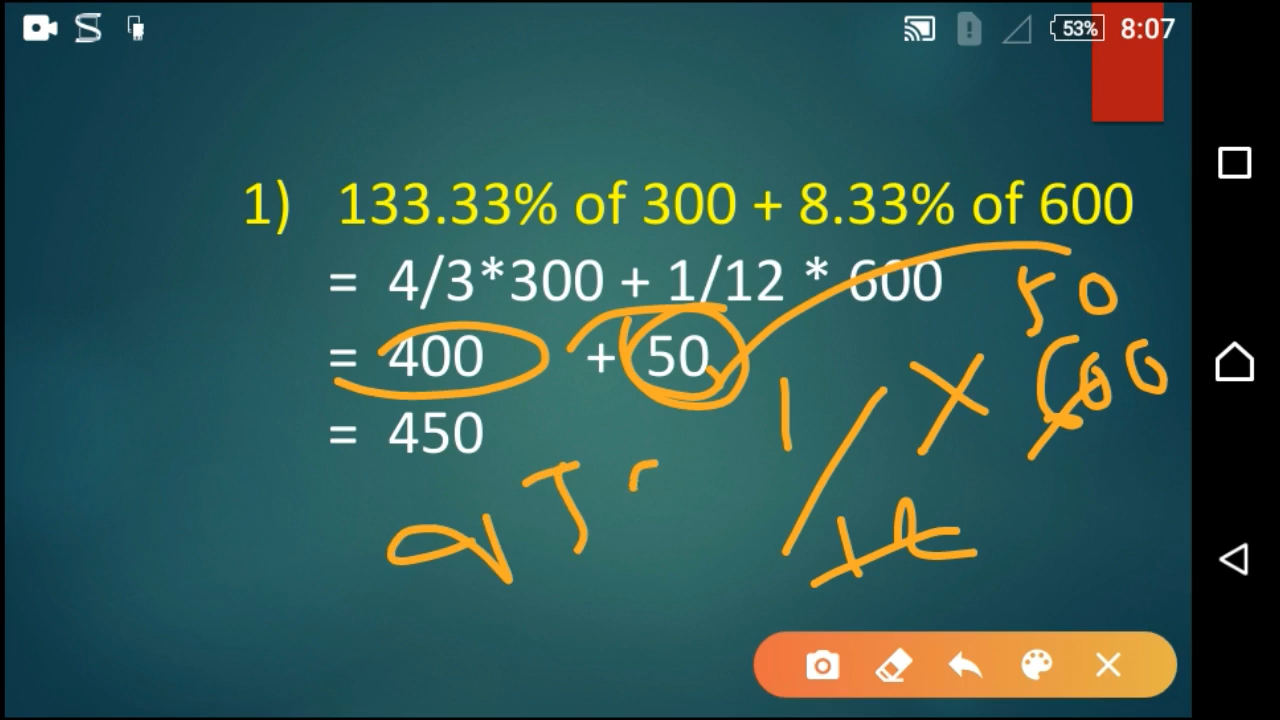 53% 8:07
1) 133.33% of 300 + 8.33% of 600
= 4/3*300 + 1/12 * 600
= 400 + 50
= 450
50
1/12 X 600